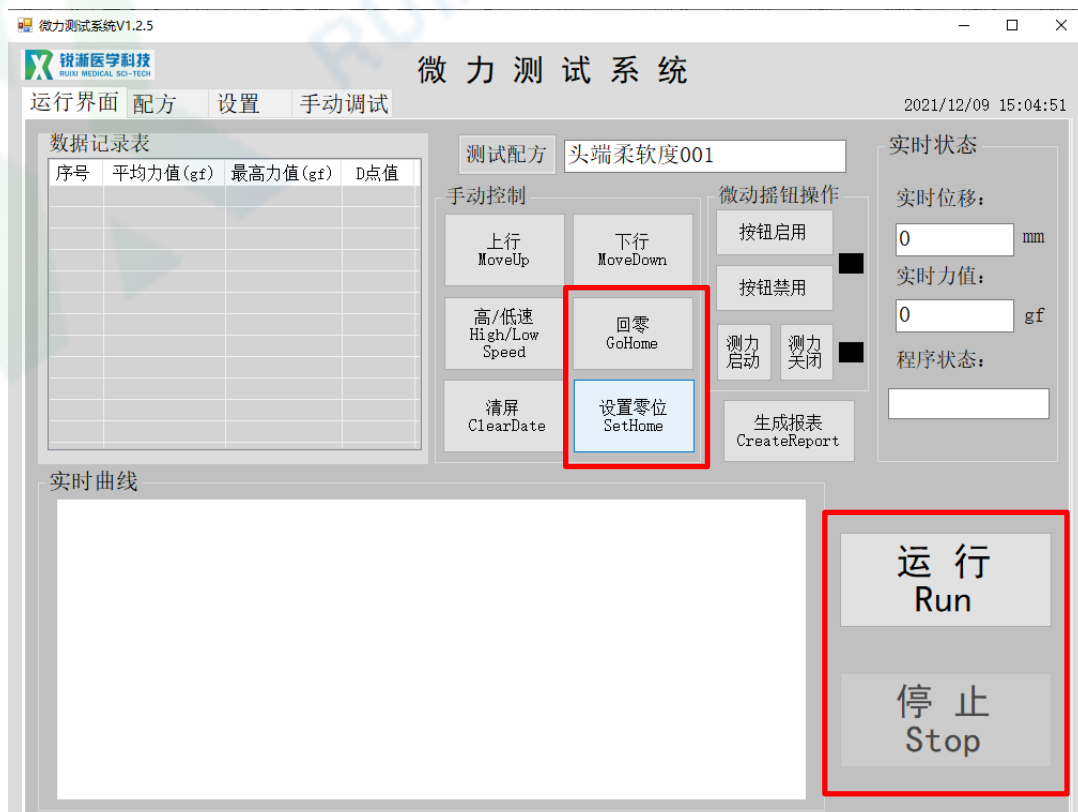 微力测试系统V1.2.5
锐浙医学科技
RUIXI MEDICAL SCI-TECH
微力测试系统
运行界面 配方 设置 手动调试
2021/12/09 15:04:51
数据记录表
序号 平均力值(gf) 最高力值(gf) D点值
测试配方 头端柔软度001
手动控制
上行
MoveUp
下行
MoveDown
高/低速
High/Low
Speed
回零
GoHome
清屏
ClearDate
设置零位
SetHome
微动摇钮操作
按钮启用
按钮禁用
测力
启动
测力
关闭
生成报表
CreateReport
实时状态
实时位移：
0 mm
实时力值：
0 gf
程序状态：
实时曲线
运行
Run
停止
Stop